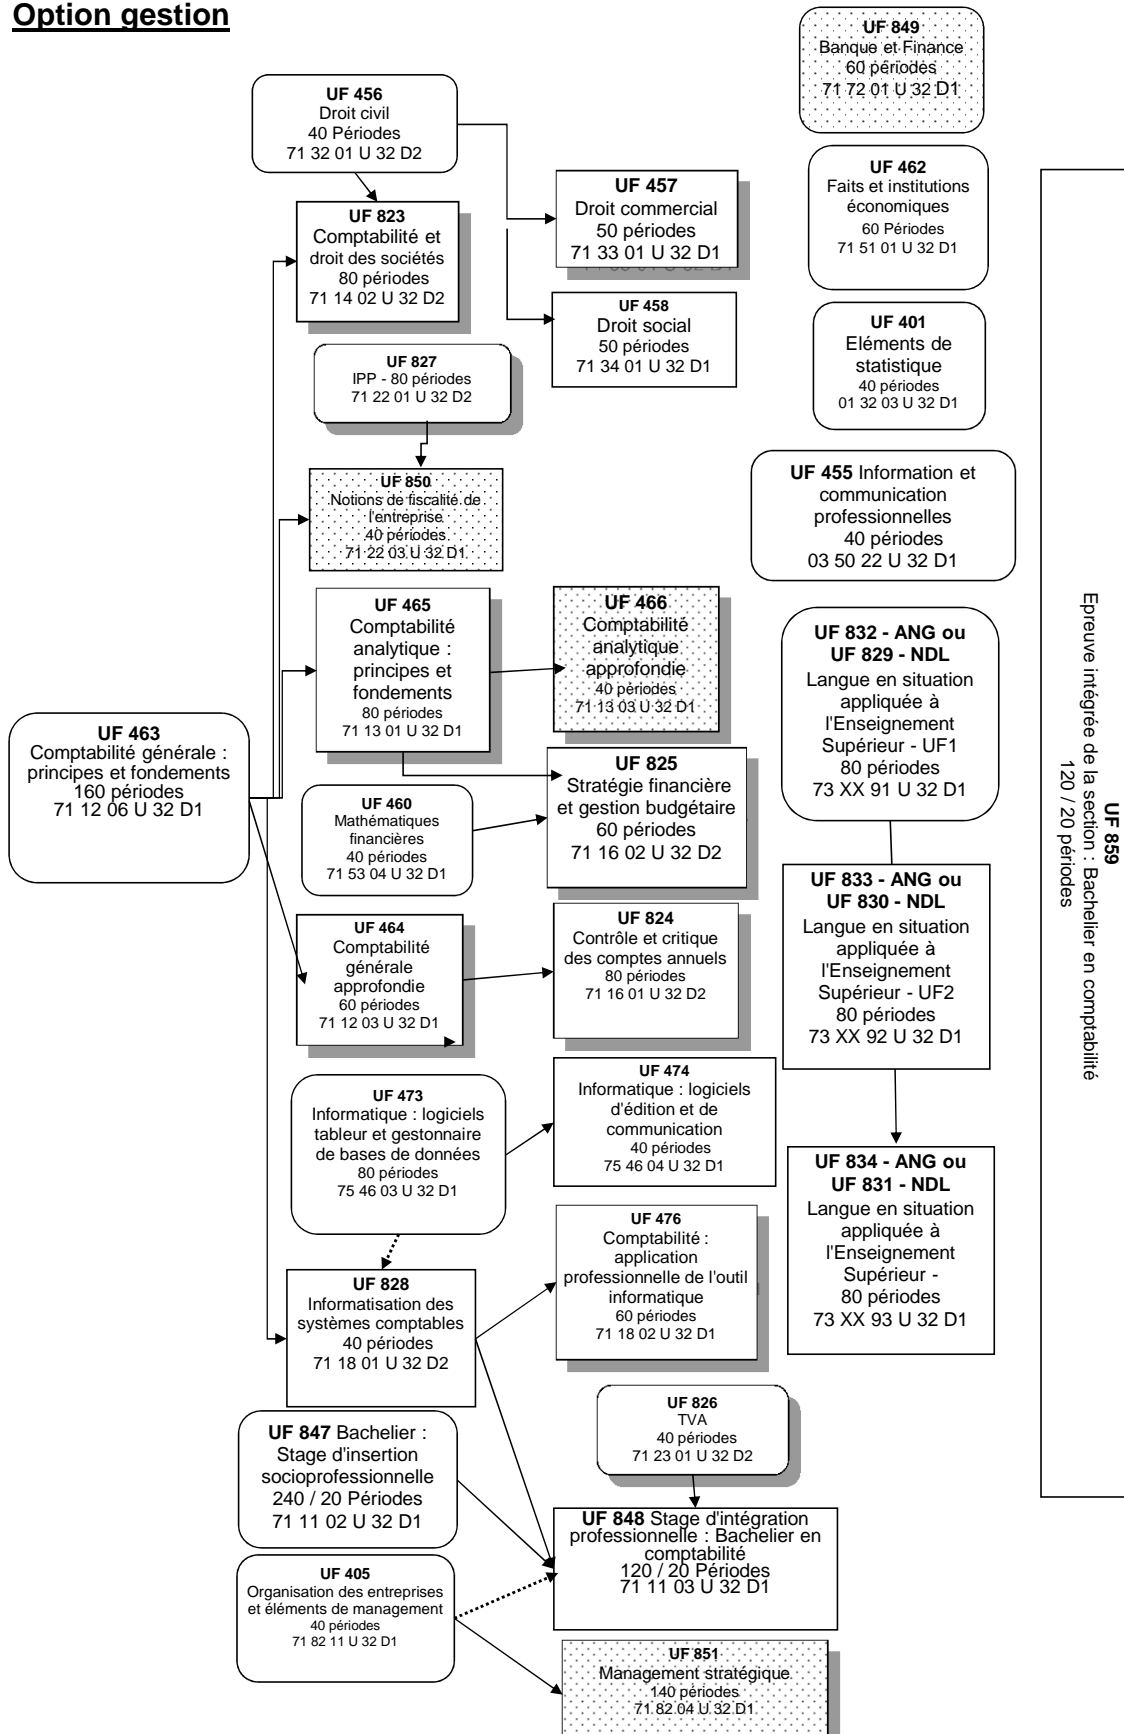 Option gestion
UF 849
Banque et Finance
60 périodes
71 72 01 U 32 D1
UF 456
Droit civil
40 Périodes
71 32 01 U 32 D2
UF 462
Faits et institutions
économiques
60 Périodes
71 51 01 U 32 D1
UF 457
Droit commercial
50 périodes
71 33 01 U 32 D1
UF 823
Comptabilité et
droit des sociétés
80 périodes
71 14 02 U 32 D2
UF 458
Droit social
50 périodes
71 34 01 U 32 D1
UF 401
Eléments de
statistique
40 périodes
01 32 03 U 32 D1
UF 827
IPP - 80 périodes
71 22 01 U 32 D2
UF 455 Information et
communication
professionnelles
40 périodes
03 50 22 U 32 D1
UF 850
Notions de fiscalité de
l'entreprise
40 périodes
71 22 03 U 32 D1
UF 465
Comptabilité
analytique :
principes et
fondements
80 périodes
71 13 01 U 32 D1
UF 466
Comptabilité
analytique
approfondie
40 périodes
71 13 03 U 32 D1
UF 832 - ANG ou
UF 829 - NDL
Langue en situation
appliquée à
l'Enseignement
Supérieur - UF1
80 périodes
73 XX 91 U 32 D1
UF 463
Comptabilité générale :
principes et fondements
160 périodes
71 12 06 U 32 D1
UF 825
Stratégie financière
et gestion budgétaire
60 périodes
71 16 02 U 32 D2
UF 460
Mathématiques
financières
40 périodes
71 53 04 U 32 D1
UF 833 - ANG ou
UF 830 - NDL
Langue en situation
appliquée à
l'Enseignement
Supérieur - UF2
80 périodes
73 XX 92 U 32 D1
UF 464
Comptabilité
générale
approfondie
60 périodes
71 12 03 U 32 D1
UF 824
Contrôle et critique
des comptes annuels
80 périodes
71 16 01 U 32 D2
UF 473
Informatique : logiciels
tableur et gestonnaire
de bases de données
80 périodes
75 46 03 U 32 D1
UF 474
Informatique : logiciels
d'édition et de
communication
40 périodes
75 46 04 U 32 D1
UF 834 - ANG ou
UF 831 - NDL
Langue en situation
appliquée à
l'Enseignement
Supérieur -
80 périodes
73 XX 93 U 32 D1
UF 476
Comptabilité :
application
professionnelle de l'outil
informatique
60 périodes
71 18 02 U 32 D1
UF 828
Informatisation des
systèmes comptables
40 périodes
71 18 01 U 32 D2
UF 826
TVA
40 périodes
71 23 01 U 32 D2
UF 847 Bachelier :
Stage d'insertion
socioprofessionnelle
240 / 20 Périodes
71 11 02 U 32 D1
UF 848 Stage d'intégration
professionnelle : Bachelier en
comptabilité
120 / 20 Périodes
71 11 03 U 32 D1
UF 405
Organisation des entreprises
et éléments de management
40 périodes
71 82 11 U 32 D1
UF 851
Management stratégique
140 périodes
71 82 04 U 32 D1
UF 859
Epreuve intégrée de la section : Bachelier en comptabilité
120 / 20 périodes